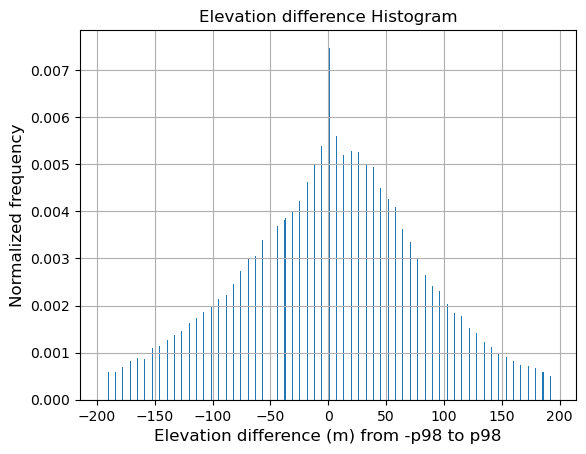 Elevation difference Histogram
Normalized frequency
0.007
0.006
0.005
0.004
0.003
0.002
0.001
0.000
−200 −150 −100 −50 0 50 100 150 200
Elevation difference (m) from -p98 to p98